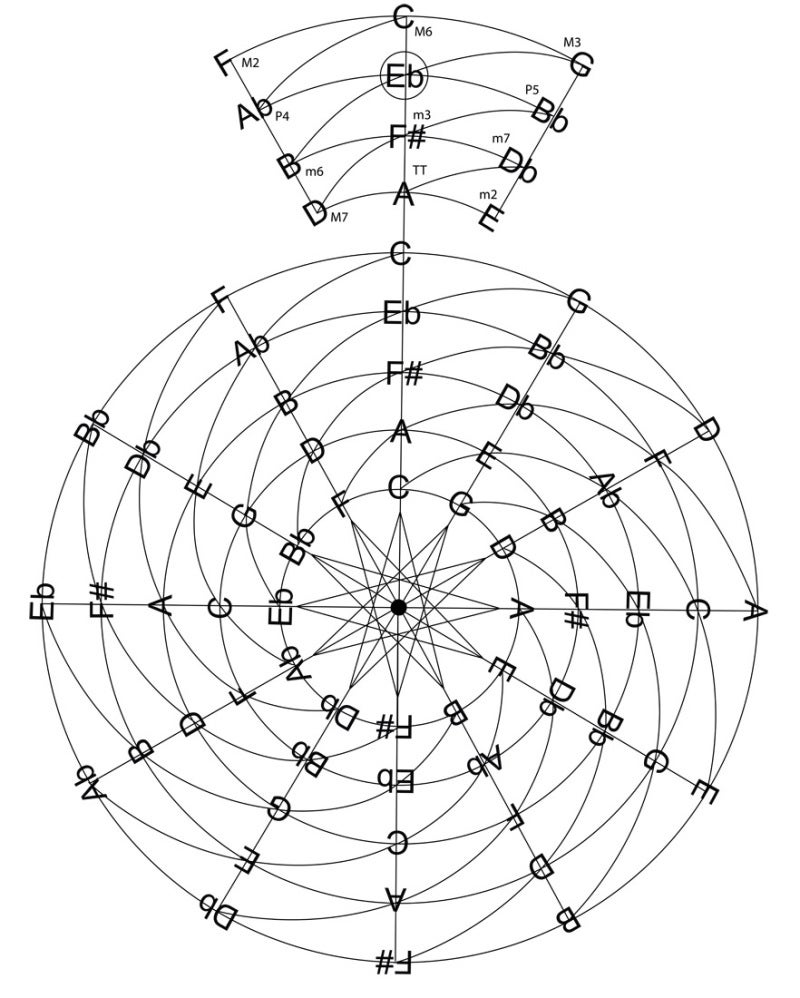 C
M6
M3
F M2 G
Eb
P5
Ab P4 Bb
m3
F#
m7
B m6 Db
TT
A
m2
D M7 E
C
F G
Eb
Ab Bb
F#
B Db
Bb A D
D E
Db F
C
E Ab
F G
G B
Bb D
Eb F# A C Eb A F# Eb C A
Ab E
F Db
Db B
D F# Bb
B Bb Ab G
Ab Eb E
G F
C
E D
A
Db B
F#